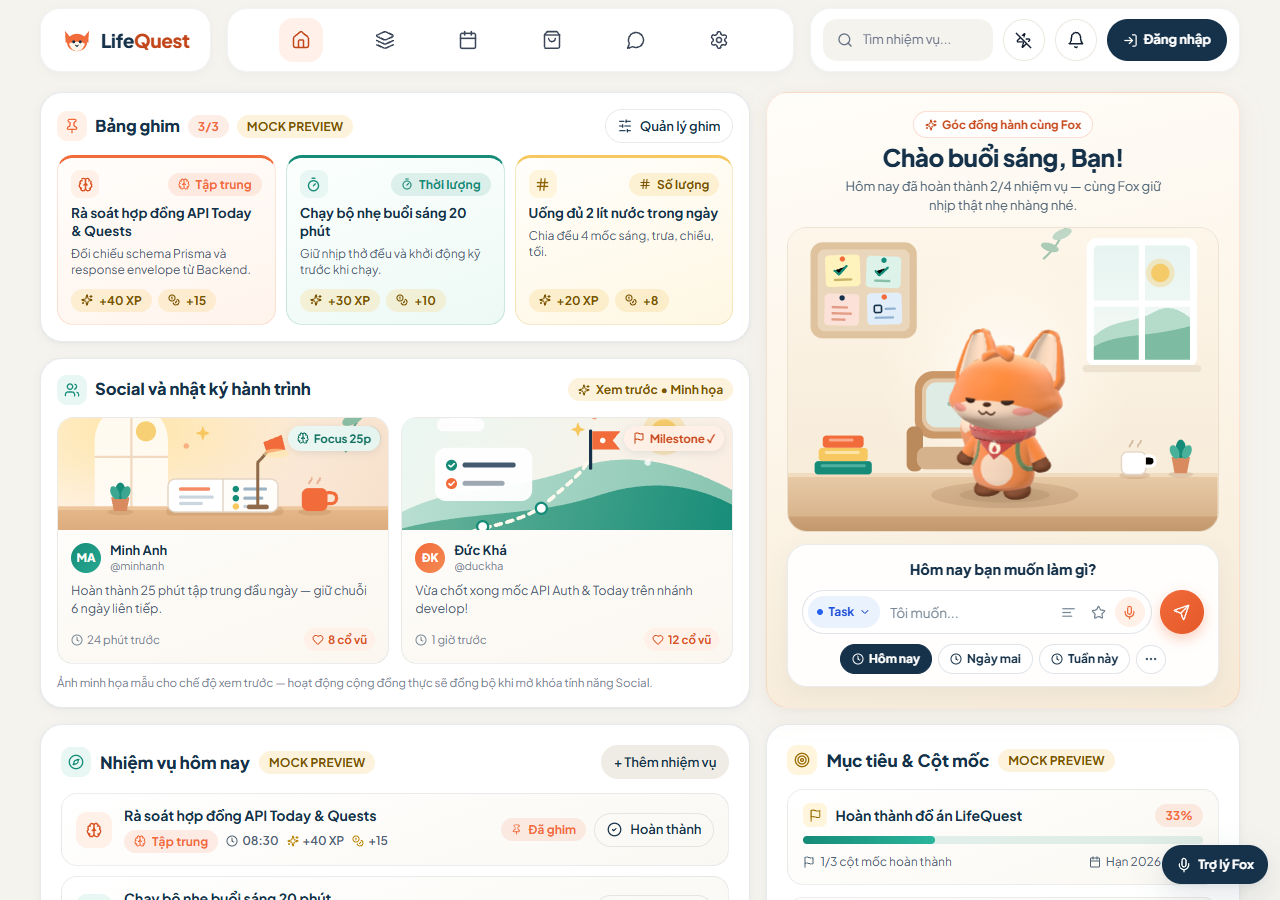 LifeQuest
Tìm nhiệm vụ...
Đăng nhập
Bảng ghim
3/3
MOCK PREVIEW
Quản lý ghim
Tập trung
Rà soát hợp đồng API Today
& Quests
Đối chiếu schema Prisma và
response envelope từ Backend.
+40 XP
+15
Thời lượng
Chạy bộ nhẹ buổi sáng 20
phút
Giữ nhịp thở đều và khởi động kỹ
trước khi chạy.
+30 XP
+10
Số lượng
Uống đủ 2 lít nước trong ngày
Chia đều 4 mốc sáng, trưa, chiều,
tối.
+20 XP
+8
Góc đồng hành cùng Fox
Chào buổi sáng, Bạn!
Hôm nay đã hoàn thành 2/4 nhiệm vụ — cùng Fox giữ
nhịp thật nhẹ nhàng nhé.
Social và nhật ký hành trình
Xem trước • Minh họa
Focus 25p
MA
Minh Anh
@minhanh
Hoàn thành 25 phút tập trung đầu ngày — giữ chuỗi
6 ngày liên tiếp.
24 phút trước
8 cổ vũ
Milestone ✓
ĐK
Đức Khá
@duckha
Vừa chốt xong mốc API Auth & Today trên nhánh
develop!
1 giờ trước
12 cổ vũ
Ảnh minh họa mẫu cho chế độ xem trước — hoạt động cộng đồng thực sẽ đồng bộ khi mở khóa tính năng Social.
Hôm nay bạn muốn làm gì?
Task
Tôi muốn...
Hôm nay
Ngày mai
Tuần này
Nhiệm vụ hôm nay
MOCK PREVIEW
+ Thêm nhiệm vụ
Rà soát hợp đồng API Today & Quests
Tập trung
08:30
+40 XP
+15
Đã ghim
Hoàn thành
Chạy bộ nhẹ buổi sáng 20 phút
Mục tiêu & Cột mốc
MOCK PREVIEW
Hoàn thành đồ án LifeQuest
33%
1/3 cột mốc hoàn thành
Hạn 2026
Trợ lý Fox